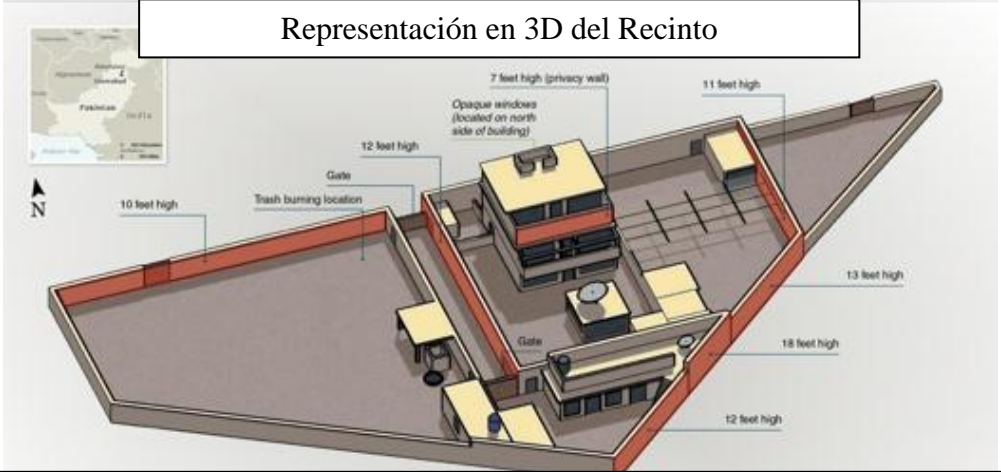 Representación en 3D del Recinto
Afghanistan
Islamabad
Pakistan
India
N
7 feet high (privacy wall)
11 feet high
Opaque windows
(located on north
side of building)
12 feet high
Gate
Trash burning location
10 feet high
13 feet high
Gate
18 feet high
12 feet high